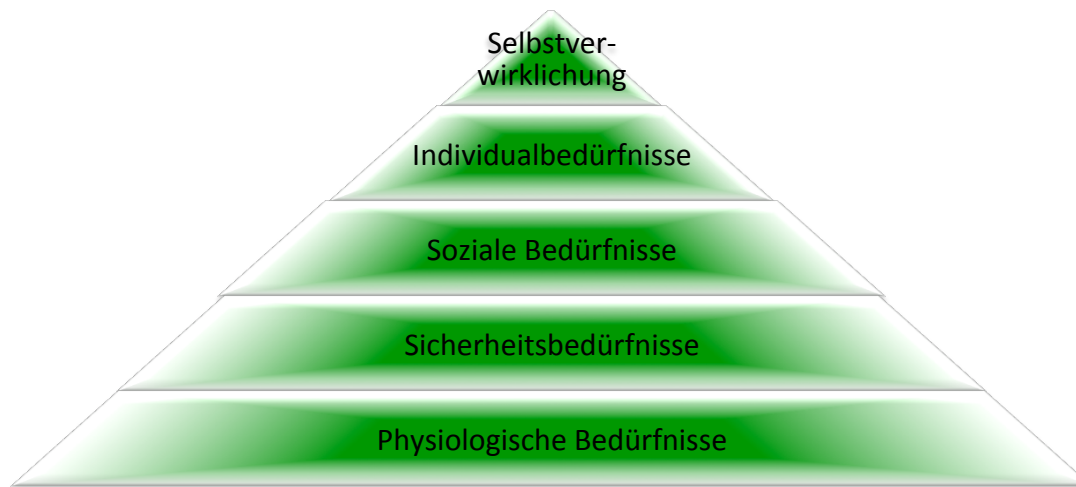 Selbstver-
wirklichung
Individualbedürfnisse
Soziale Bedürfnisse
Sicherheitsbedürfnisse
Physiologische Bedürfnisse